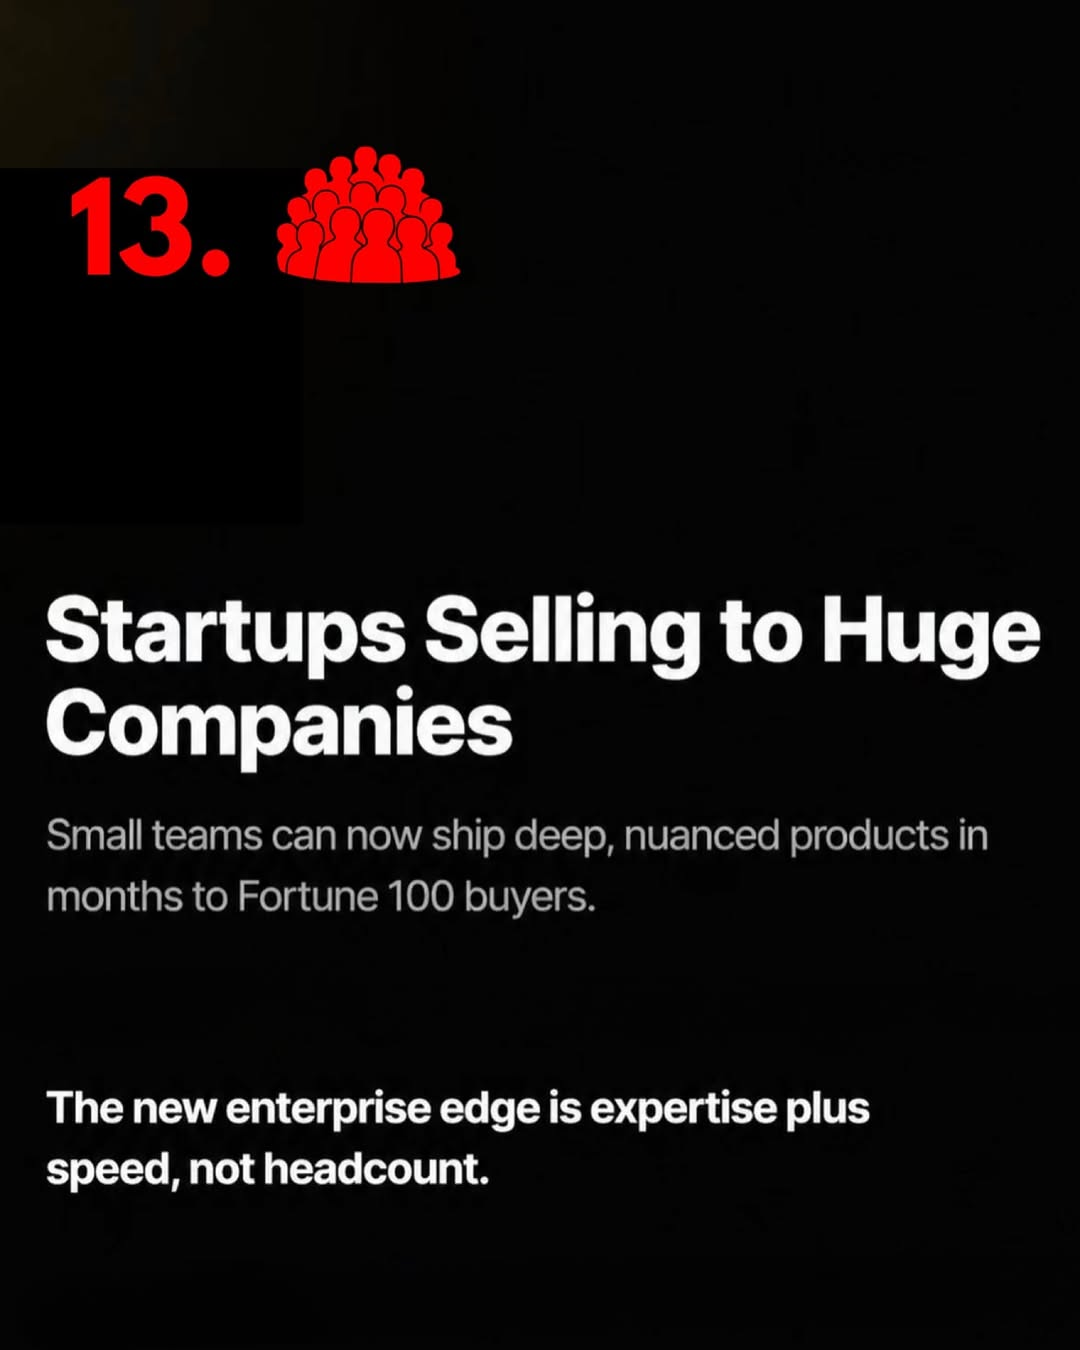 13.
Startups Selling to Huge
Companies
Small teams can now ship deep, nuanced products in
months to Fortune 100 buyers.
The new enterprise edge is expertise plus
speed, not headcount.